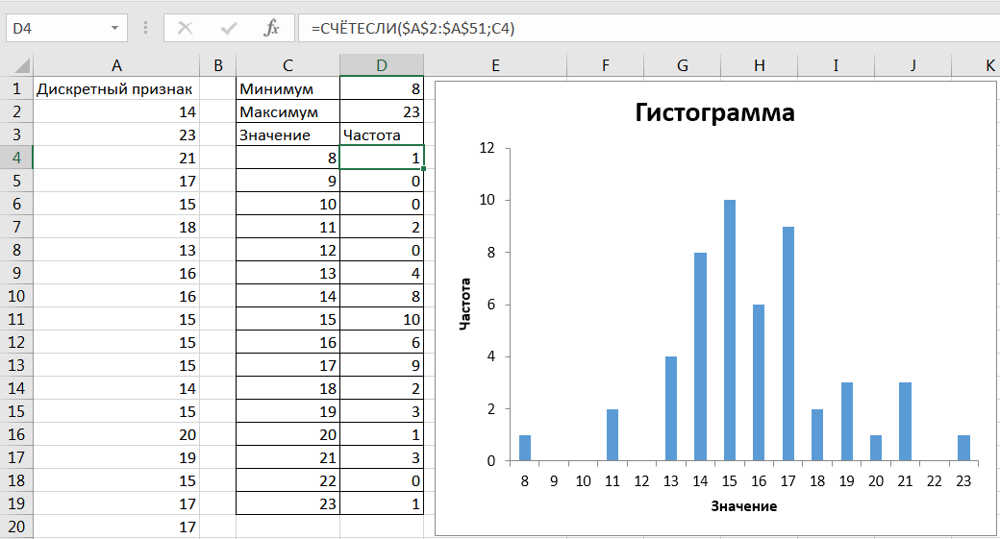 D4 fx =СЧЁТЕСЛИ($A$2:$A$51;C4)
A B C D E F G H I J K
1 Дискретный признак Минимум 8
2 14 Максимум 23
3 23 Значение Частота
4 21 8 1
5 17 9 0
6 15 10 0
7 18 11 2
8 13 12 0
9 16 13 4
10 16 14 8
11 15 15 10
12 15 16 6
13 15 17 9
14 14 18 2
15 15 19 3
16 20 20 1
17 19 21 3
18 15 22 0
19 17 23 1
20 17
Гистограмма
12
10
8
6
4
2
0
Частота
8 9 10 11 12 13 14 15 16 17 18 19 20 21 22 23
Значение